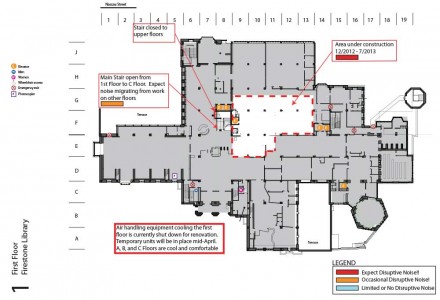 Nassau Street
1 2 3 4 5 6 7 8 9 10 11 12 13 14 15 16 17 18 19
Stair closed to
upper floors
Area under construction
12/2012 - 7/2013
Main Stair open from
1st Floor to C Floor. Expect
noise migrating from work
on other floors
J
H
G
F
E
D
C
B
A
Elevators
Men
Women
Wheelchair access
Emergency exit
Photocopier
Terrace
Terrace
Air handling equipment cooling the first
floor is currently shut down for renovation.
Temporary units will be in place mid-April.
A, B, and C Floors are cool and comfortable
1
First Floor
Firestone Library
LEGEND
Expect Disruptive Noise!!
Occasional Disruptive Noise!
Limited or No Disruptive Noise